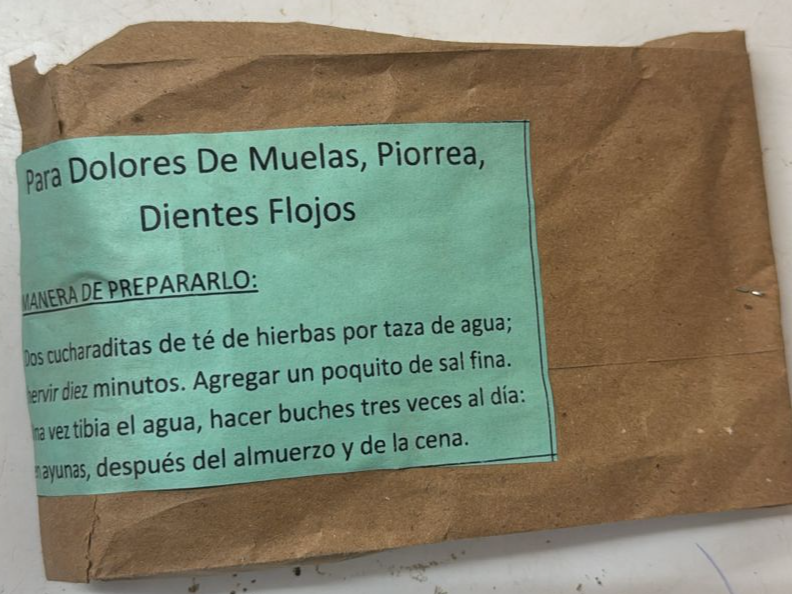 Para Dolores De Muelas, Piorrea,
Dientes Flojos
MANERA DE PREPARARLO:
Dos cucharaditas de té de hierbas por taza de agua;
hervir diez minutos. Agregar un poquito de sal fina.
Una vez tibia el agua, hacer buches tres veces al día:
en ayunas, después del almuerzo y de la cena.